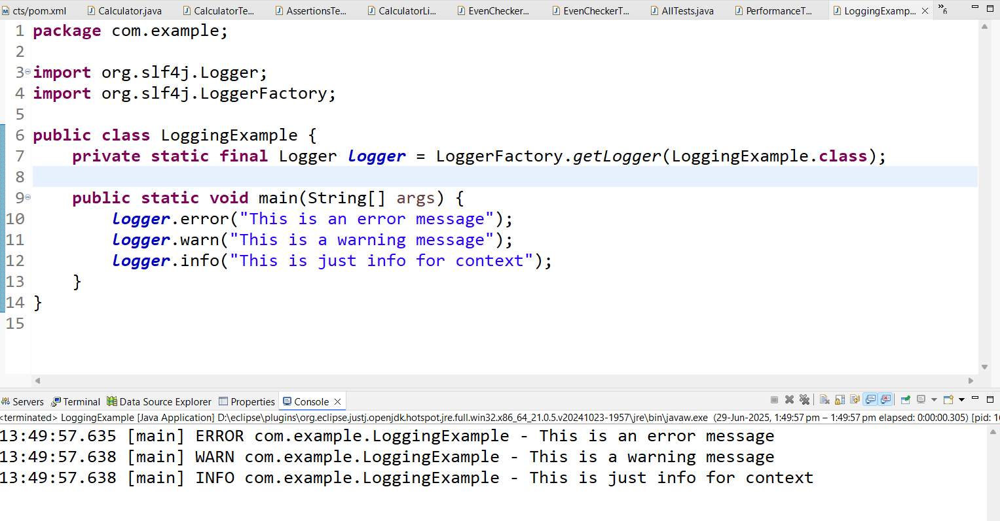 cts/pom.xml Calculator.java CalculatorTe... AssertionsTe... CalculatorLi... EvenChecker... EvenCheckerT... AllTests.java PerformanceT... LoggingExamp... »6
1 package com.example;
2
3 import org.slf4j.Logger;
4 import org.slf4j.LoggerFactory;
5
6 public class LoggingExample {
7     private static final Logger logger = LoggerFactory.getLogger(LoggingExample.class);
8
9     public static void main(String[] args) {
10         logger.error("This is an error message");
11         logger.warn("This is a warning message");
12         logger.info("This is just info for context");
13     }
14 }
15
Servers Terminal Data Source Explorer Properties Console
<terminated> LoggingExample [Java Application] D:\eclipse\plugins\org.eclipse.justj.openjdk.hotspot.jre.full.win32.x86_64_21.0.5.v20241023-1957\jre\bin\javaw.exe (29-Jun-2025, 1:49:57 pm – 1:49:57 pm elapsed: 0:00:00.305) [pid:
13:49:57.635 [main] ERROR com.example.LoggingExample - This is an error message
13:49:57.638 [main] WARN com.example.LoggingExample - This is a warning message
13:49:57.638 [main] INFO com.example.LoggingExample - This is just info for context